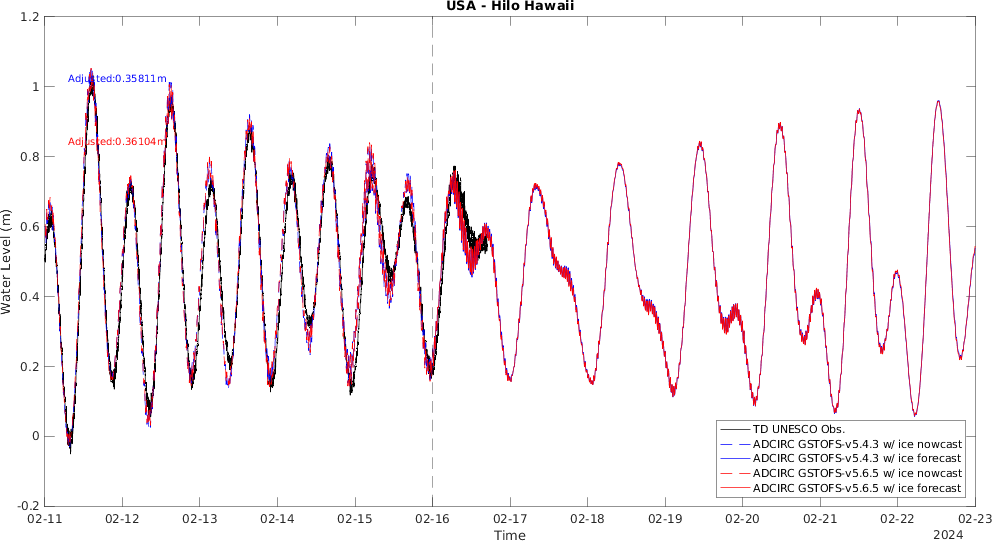 USA - Hilo Hawaii
1.2
1
0.8
0.6
0.4
0.2
0
-0.2
Water Level (m)
Adjusted:0.35811m
Adjusted:0.36104m
TD UNESCO Obs.
ADCIRC GSTOFS-v5.4.3 w/ ice nowcast
ADCIRC GSTOFS-v5.4.3 w/ ice forecast
ADCIRC GSTOFS-v5.6.5 w/ ice nowcast
ADCIRC GSTOFS-v5.6.5 w/ ice forecast
02-11 02-12 02-13 02-14 02-15 02-16 02-17 02-18 02-19 02-20 02-21 02-22 02-23
Time
2024